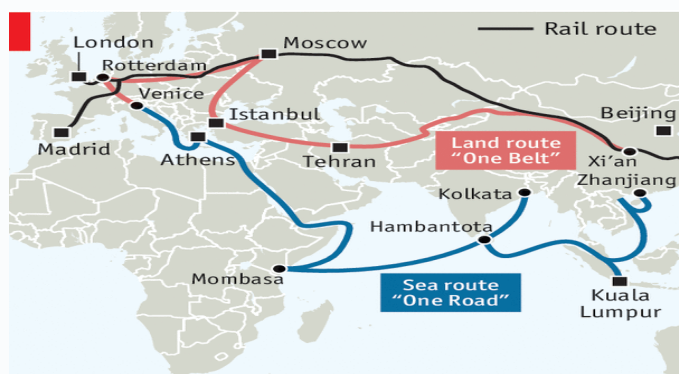 Rail route
London
Moscow
Rotterdam
Venice
Istanbul
Beijing
Madrid
Athens
Tehran
Land route
"One Belt"
Xi'an
Zhanjiang
Kolkata
Hambantota
Mombasa
Sea route
"One Road"
Kuala
Lumpur